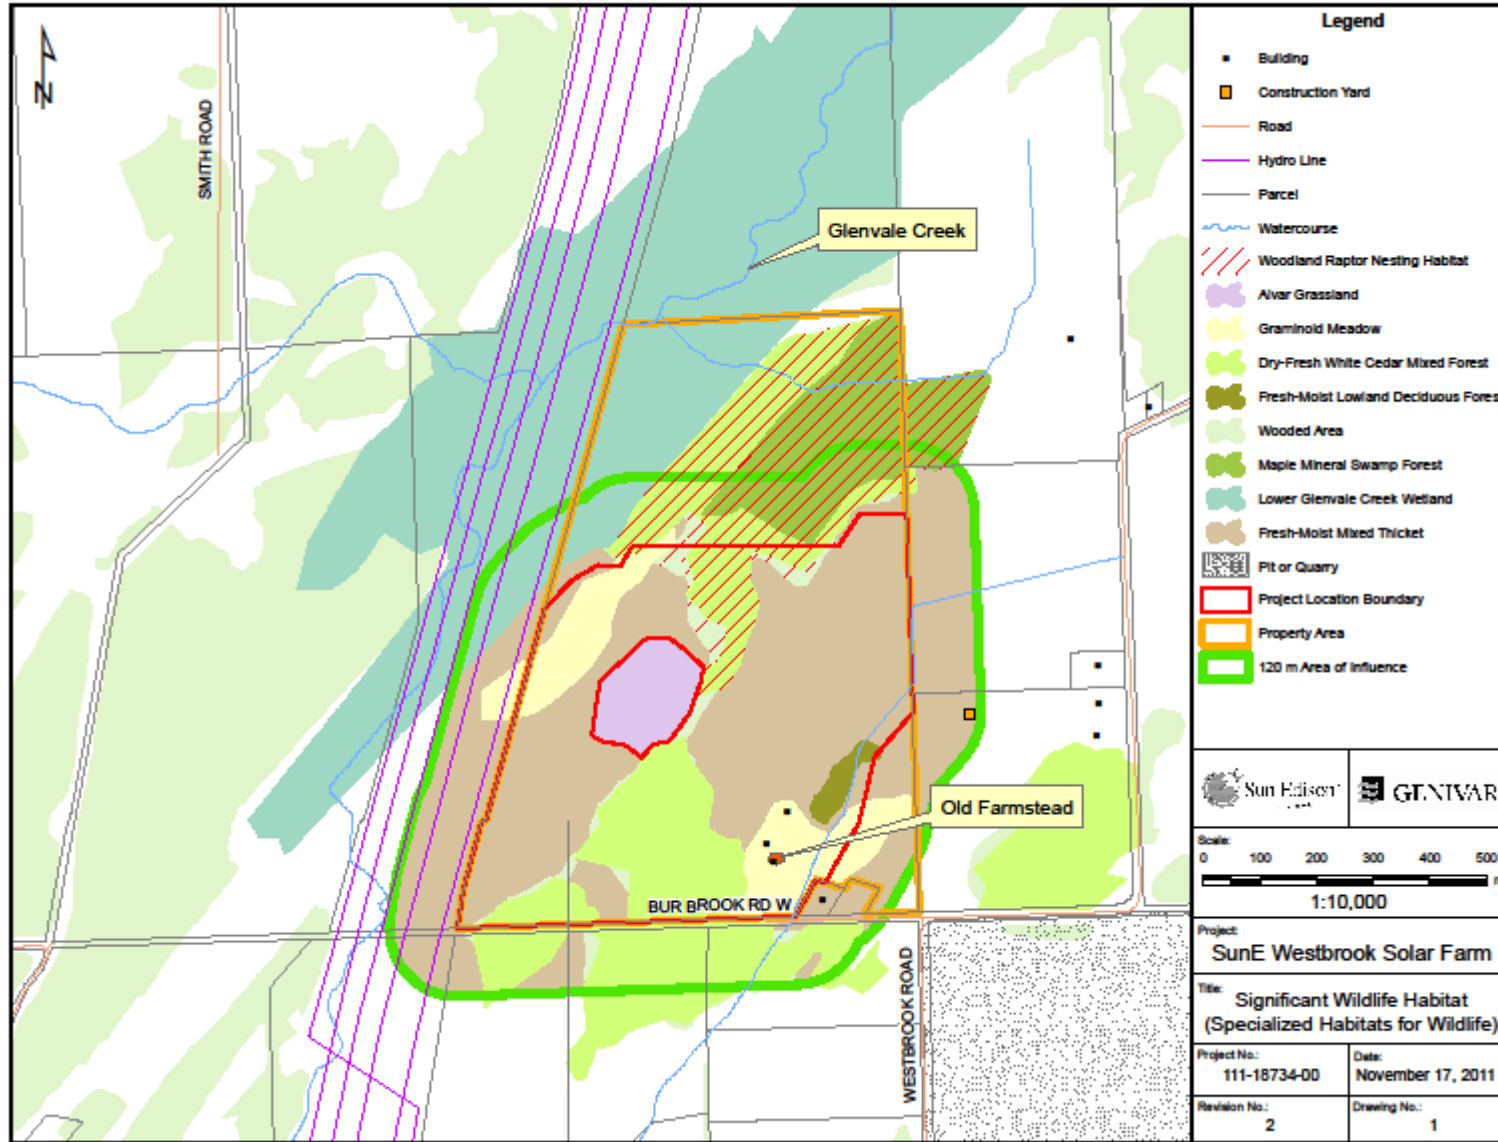 N
SMITH ROAD
Glenvale Creek
Old Farmstead
BUR BROOK RD W
WESTBROOK ROAD
Legend
Building
Construction Yard
Road
Hydro Line
Parcel
Watercourse
Woodland Raptor Nesting Habitat
Alvar Grassland
Graminoid Meadow
Dry-Fresh White Cedar Mixed Forest
Fresh-Moist Lowland Deciduous Fores
Wooded Area
Maple Mineral Swamp Forest
Lower Glenvale Creek Wetland
Fresh-Moist Mixed Thicket
Pit or Quarry
Project Location Boundary
Property Area
120 m Area of Influence
Sun Edison
GENIVAR
Scale:
0 100 200 300 400 500
1:10,000
Project:
SunE Westbrook Solar Farm
Title:
Significant Wildlife Habitat
(Specialized Habitats for Wildlife)
Project No.:
111-18734-00
Date:
November 17, 2011
Revision No.:
2
Drawing No.:
1